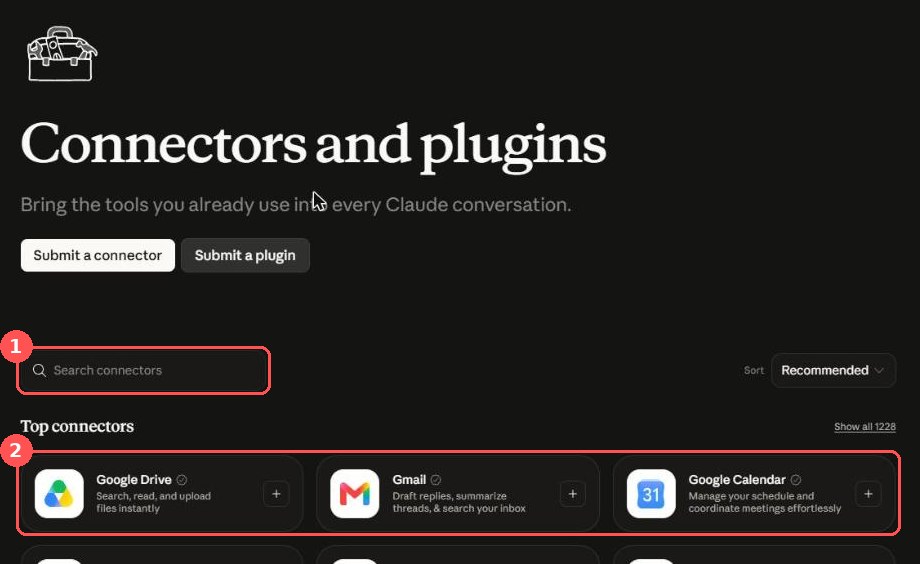 Connectors and plugins
Bring the tools you already use into every Claude conversation.
Submit a connector
Submit a plugin
1
Search connectors
Sort
Recommended
Top connectors
Show all 1228
2
Google Drive
Search, read, and upload
files instantly
Gmail
Draft replies, summarize
threads, & search your inbox
31
Google Calendar
Manage your schedule and
coordinate meetings effortlessly